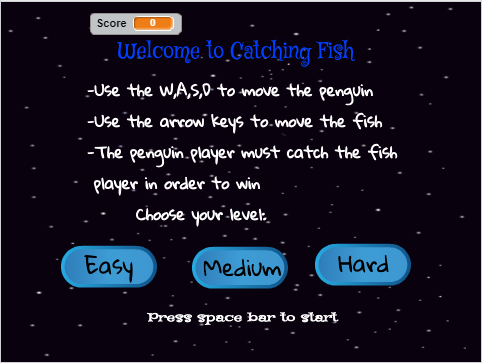 Score 0
Welcome to Catching Fish
-Use the W,A,S,D to move the penguin
-Use the arrow keys to move the fish
-The penguin player must catch the fish
player in order to win
Choose your level:
Easy Medium Hard
Press space bar to start